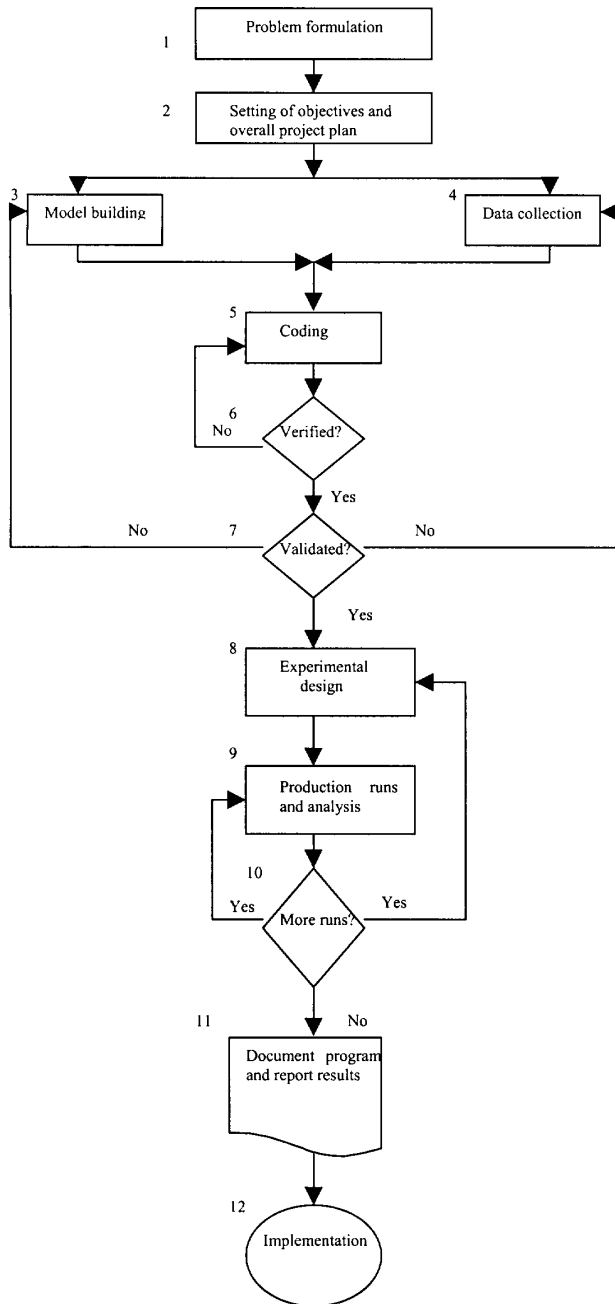 1
Problem formulation
2
Setting of objectives and
overall project plan
3
Model building
4
Data collection
5
Coding
6
No
Verified?
Yes
No
7
Validated?
No
Yes
8
Experimental
design
9
Production runs
and analysis
10
Yes
More runs?
Yes
No
11
Document program
and report results
12
Implementation